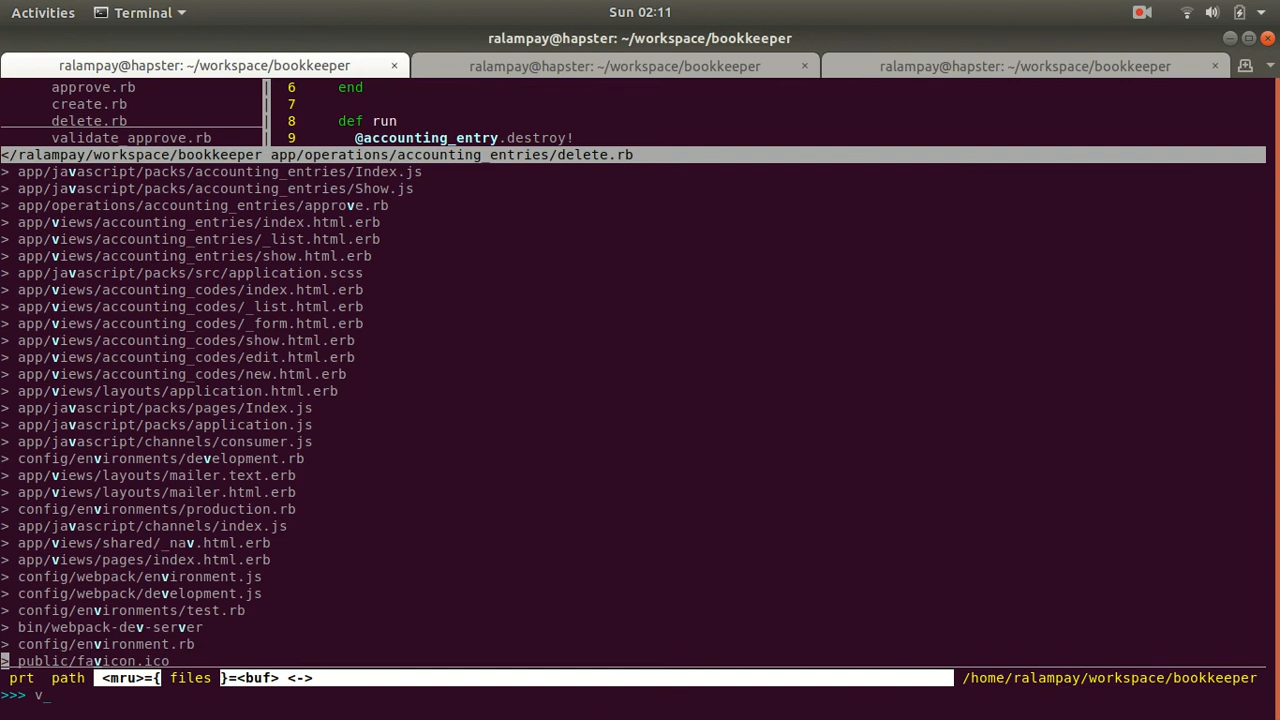 Activities Terminal Sun 02:11
ralampay@hapster: ~/workspace/bookkeeper
ralampay@hapster: ~/workspace/bookkeeper × ralampay@hapster: ~/workspace/bookkeeper × ralampay@hapster: ~/workspace/bookkeeper ×
approve.rb 6 end
create.rb 7
delete.rb 8 def run
validate_approve.rb 9 @accounting_entry.destroy!
</ralampay/workspace/bookkeeper app/operations/accounting_entries/delete.rb
> app/javascript/packs/accounting_entries/Index.js
> app/javascript/packs/accounting_entries/Show.js
> app/operations/accounting_entries/approve.rb
> app/views/accounting_entries/index.html.erb
> app/views/accounting_entries/_list.html.erb
> app/views/accounting_entries/show.html.erb
> app/javascript/packs/src/application.scss
> app/views/accounting_codes/index.html.erb
> app/views/accounting_codes/_list.html.erb
> app/views/accounting_codes/_form.html.erb
> app/views/accounting_codes/show.html.erb
> app/views/accounting_codes/edit.html.erb
> app/views/accounting_codes/new.html.erb
> app/views/layouts/application.html.erb
> app/javascript/packs/pages/Index.js
> app/javascript/packs/application.js
> app/javascript/channels/consumer.js
> config/environments/development.rb
> app/views/layouts/mailer.text.erb
> app/views/layouts/mailer.html.erb
> config/environments/production.rb
> app/javascript/channels/index.js
> app/views/shared/_nav.html.erb
> app/views/pages/index.html.erb
> config/webpack/environment.js
> config/webpack/development.js
> config/environments/test.rb
> bin/webpack-dev-server
> config/environment.rb
> public/favicon.ico
prt path <mru>={ files }=<buf> <-> /home/ralampay/workspace/bookkeeper
>>> v_